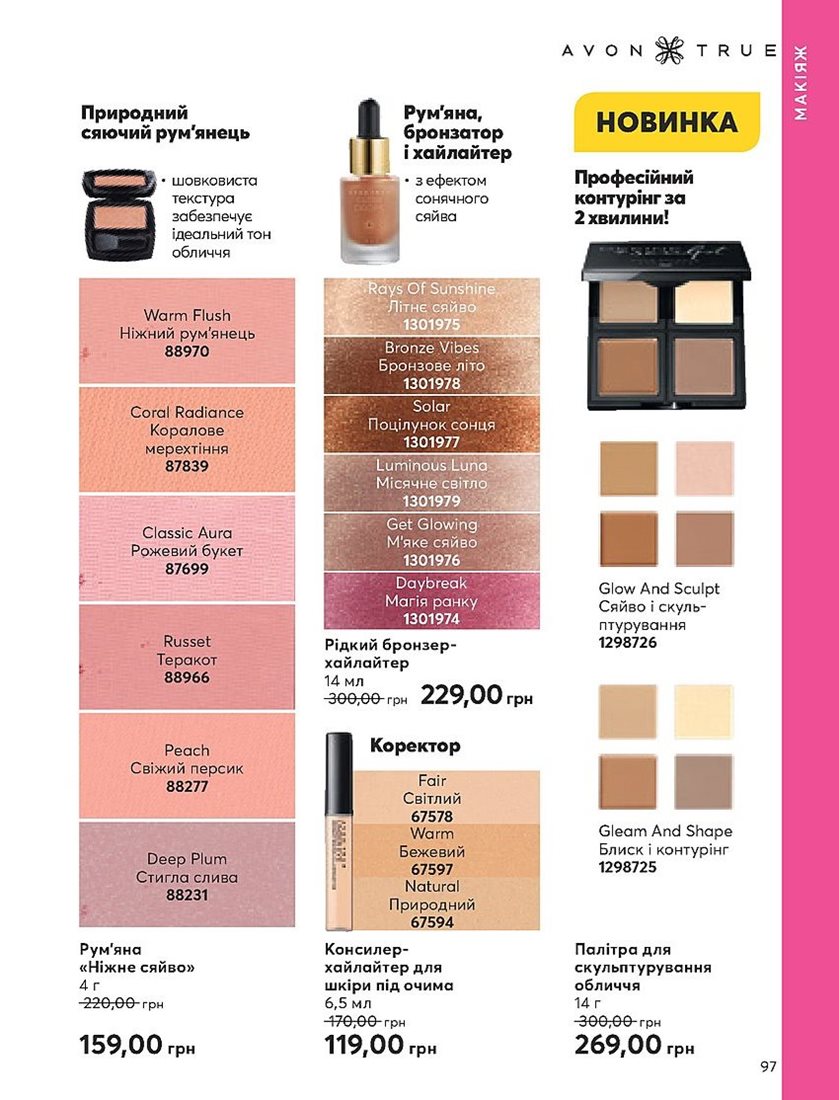 AVON TRUE
МАКІЯЖ
Природний
сяючий рум'янець
• шовковиста
текстура
забезпечує
ідеальний тон
обличчя
Warm Flush
Ніжний рум'янець
88970
Coral Radiance
Коралове
мерехтіння
87839
Classic Aura
Рожевий букет
87699
Russet
Теракот
88966
Peach
Свіжий персик
88277
Deep Plum
Стигла слива
88231
Рум'яна
«Ніжне сяйво»
4 г
220,00 грн
159,00 грн
Рум'яна,
бронзатор
і хайлайтер
• з ефектом
сонячного
сяйва
Rays Of Sunshine
Літнє сяйво
1301975
Bronze Vibes
Бронзове літо
1301978
Solar
Поцілунок сонця
1301977
Luminous Luna
Місячне світло
1301979
Get Glowing
М'яке сяйво
1301976
Daybreak
Магія ранку
1301974
Рідкий бронзер-
хайлайтер
14 мл
300,00 грн 229,00 грн
Коректор
Fair
Світлий
67578
Warm
Бежевий
67597
Natural
Природний
67594
Консилер-
хайлайтер для
шкіри під очима
6,5 мл
170,00 грн
119,00 грн
НОВИНКА
Професійний
контурінг за
2 хвилини!
Glow And Sculpt
Сяйво і скуль-
птурування
1298726
Gleam And Shape
Блиск і контурінг
1298725
Палітра для
скульптурування
обличчя
14 г
300,00 грн
269,00 грн
97